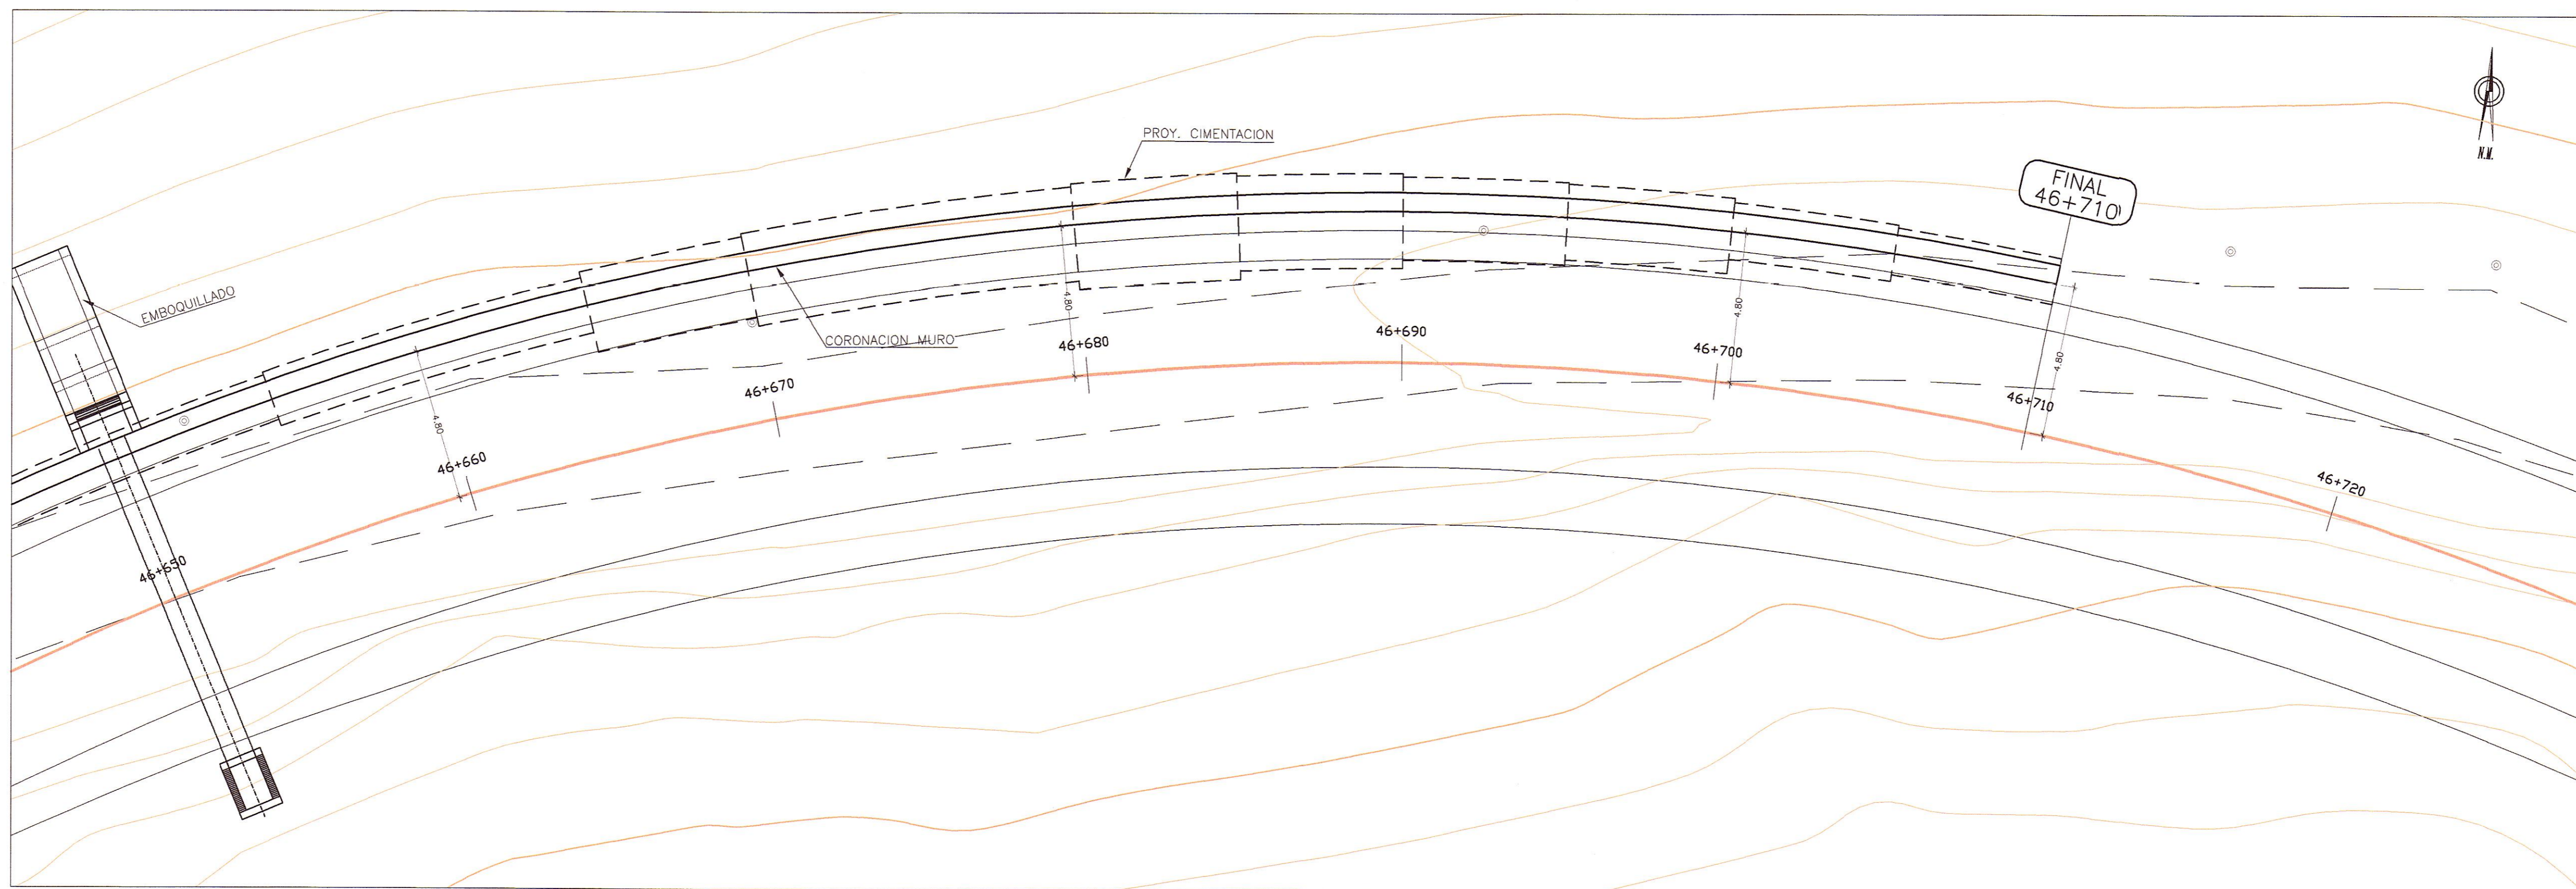 N.M.
PROY. CIMENTACION
FINAL
46+710
EMBOQUILLADO
CORONACION MURO
4.80
4.80
4.80
4.80
46+650
46+660
46+670
46+680
46+690
46+700
46+710
46+720